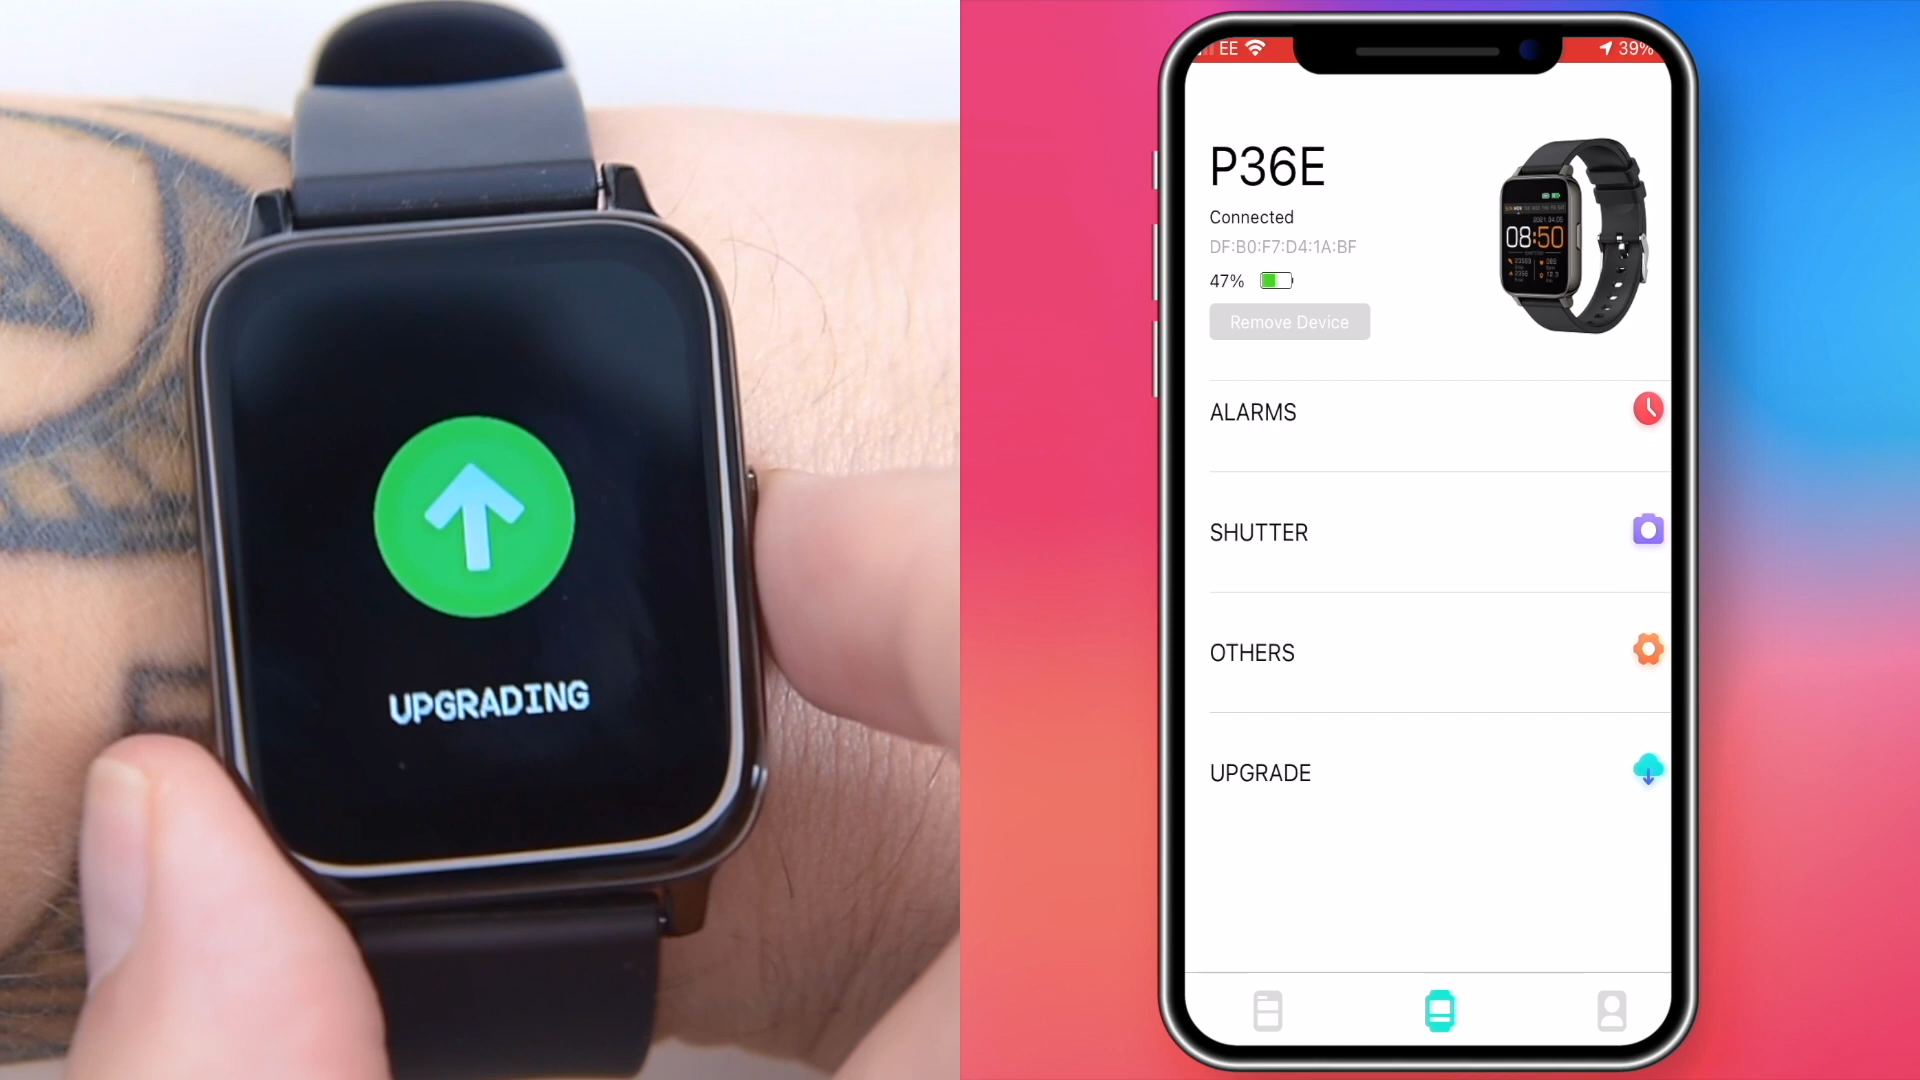 UPGRADING
EE
39%
P36E
Connected
DF:B0:F7:D4:1A:BF
47%
Remove Device
08:50
ALARMS
SHUTTER
OTHERS
UPGRADE